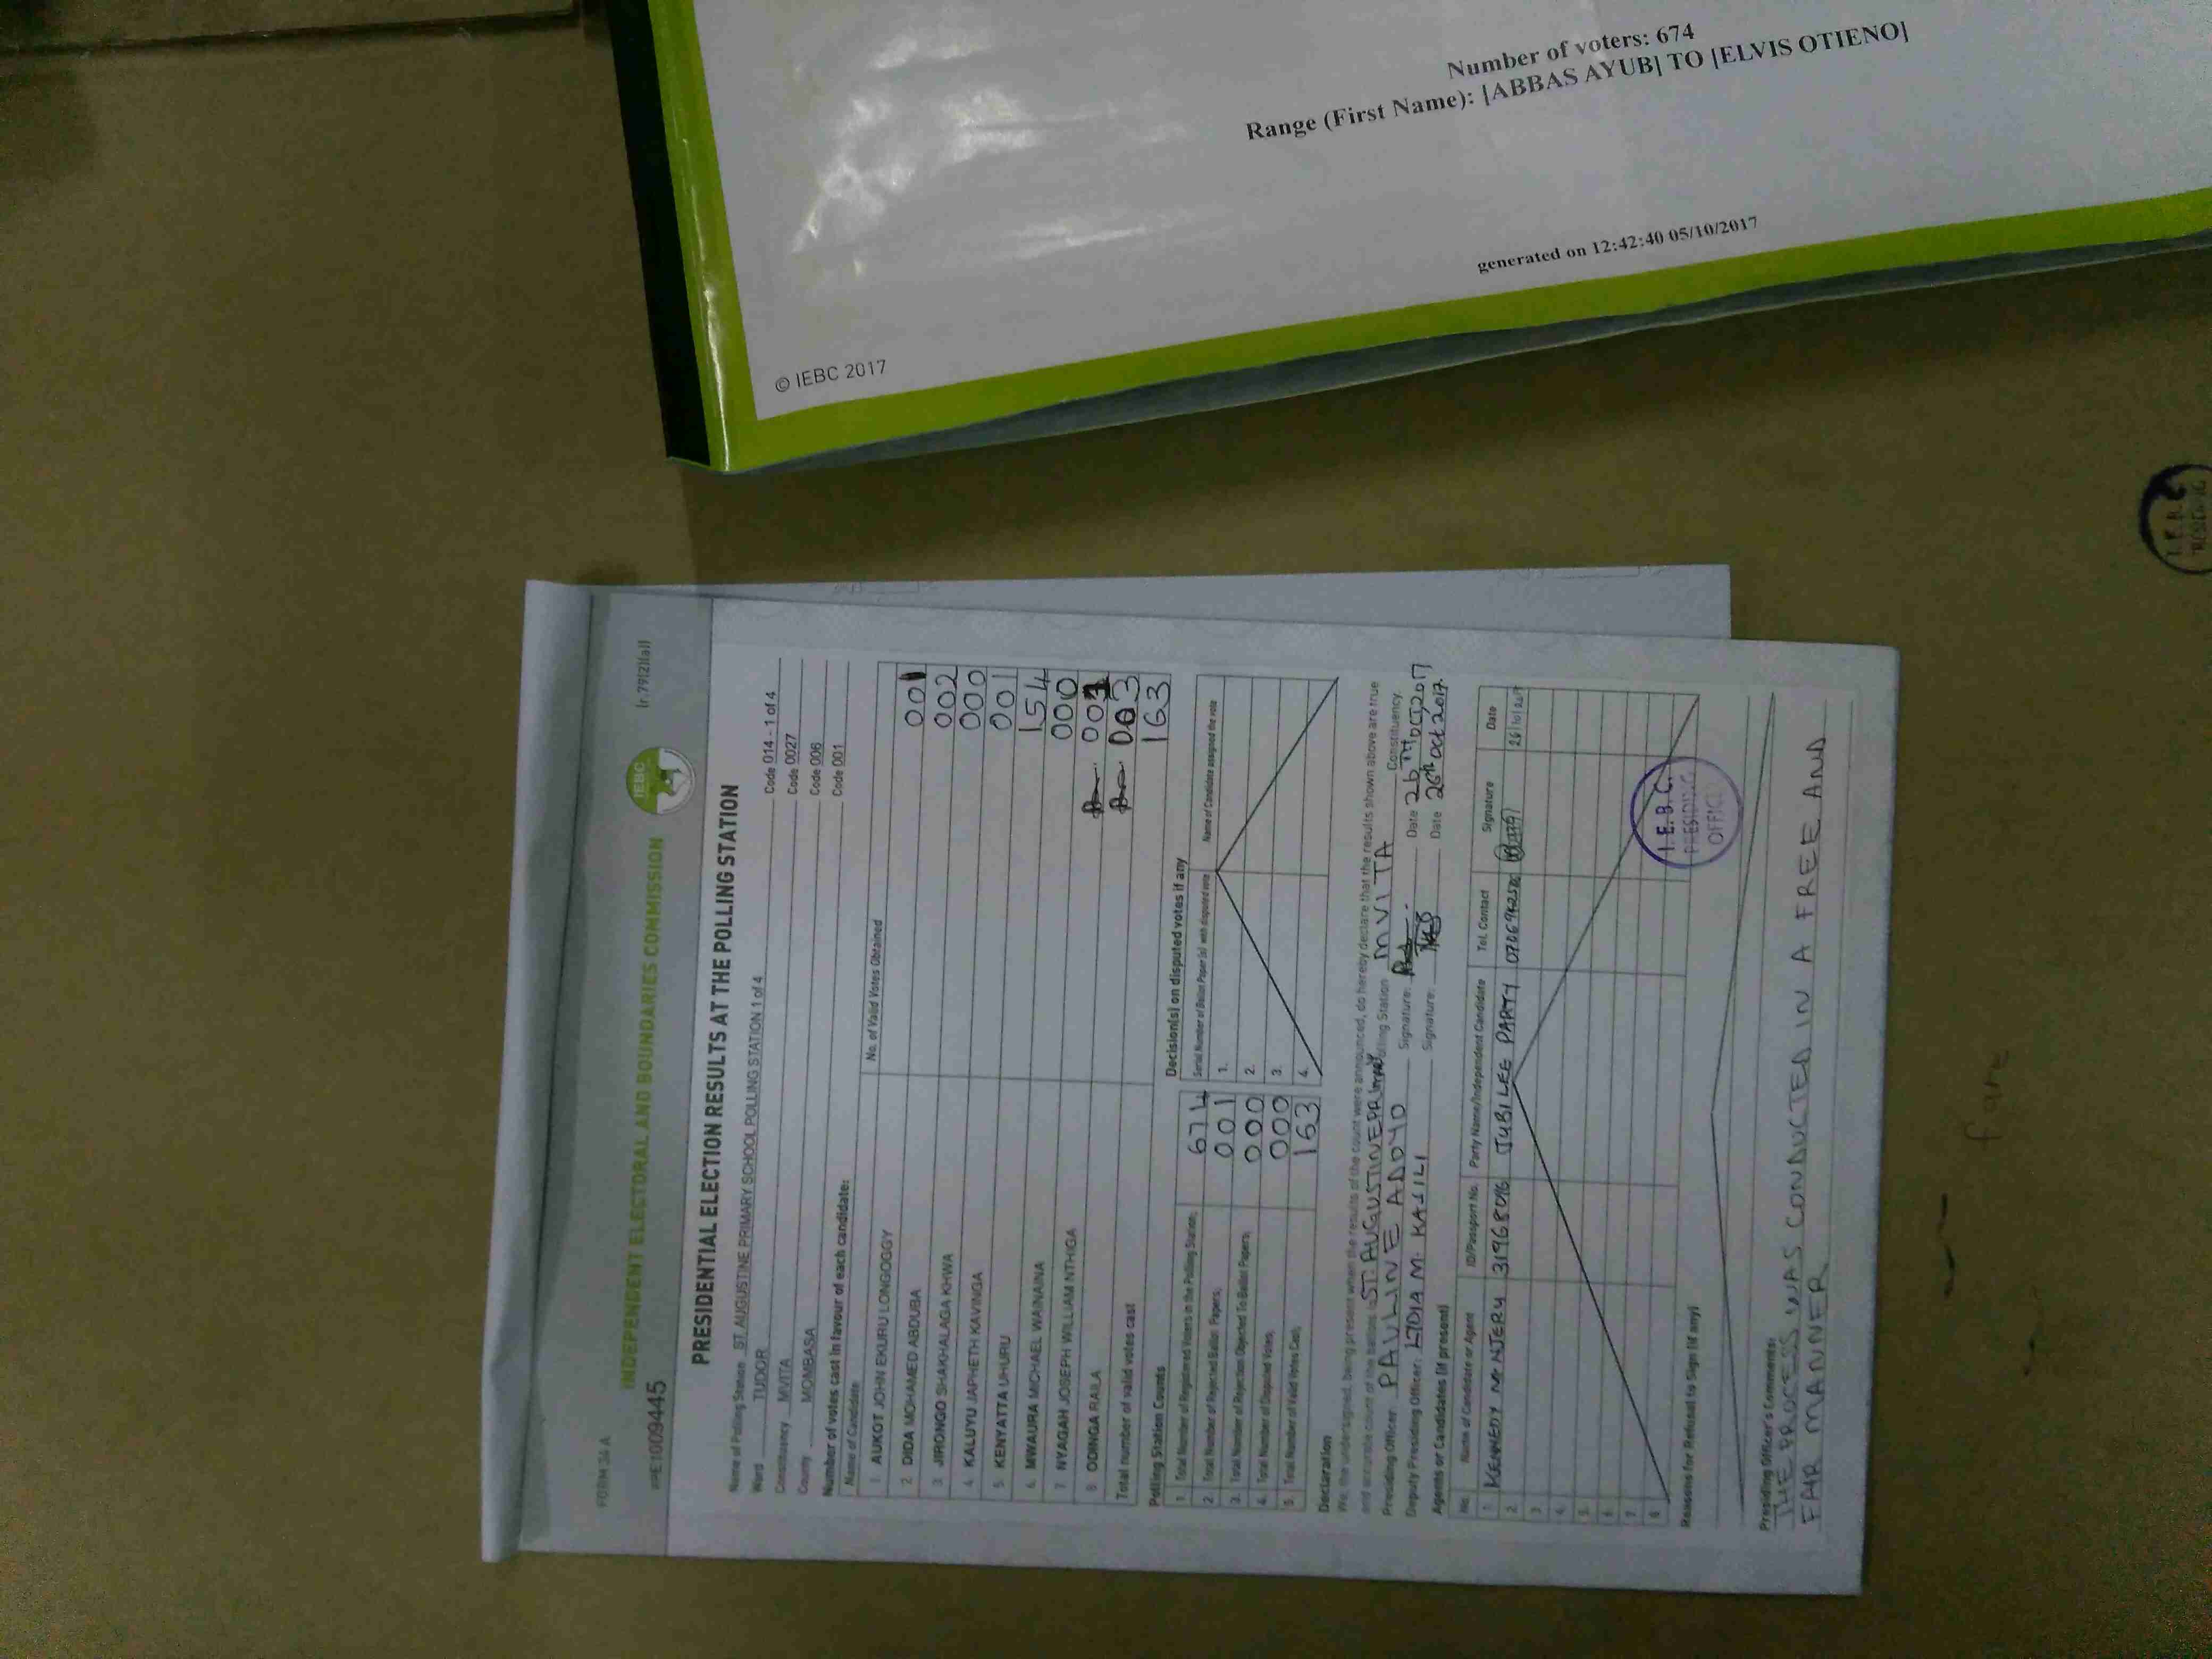 Number of voters: 674
Range (First Name): [ABBAS AYUB] TO [ELVIS OTIENO]
generated on 12:42:40 05/10/2017
© IEBC 2017
FORM 34 A
INDEPENDENT ELECTORAL AND BOUNDARIES COMMISSION
IEBC
(r.79(2)(a))
PRESIDENTIAL ELECTION RESULTS AT THE POLLING STATION
Name of Polling Station ST. AUGUSTINE PRIMARY SCHOOL POLLING STATION 1 of 4 Code 014 - 1 of 4
Ward TUDOR Code 0027
Constituency MVITA Code 006
County MOMBASA Code 001
Number of votes cast in favour of each candidate:
Name of Candidate No. of Valid Votes Obtained
1. AUKOT JOHN EKURU LONGOGGY 001
2. DIDA MOHAMED ABDUBA 002
3. JIRONGO SHAKHALAGA KHWA 000
4. KALUYU JAPHETH KAVINGA 001
5. KENYATTA UHURU 154
6. MWAURA MICHAEL WAINAINA 000
7. NYAGAH JOSEPH WILLIAM NTHIGA
8. ODINGA RAILA 003
Total number of valid votes cast 163
Polling Station Counts
1. Total Number of Registered Voters in the Polling Station; 674
2. Total Number of Rejected Ballot Papers; 001
3. Total Number of Rejection Objected To Ballot Papers; 000
4. Total Number of Disputed Votes; 000
5. Total Number of Valid Votes Cast; 163
Decision(s) on disputed votes if any
Serial Number of Ballot Paper (s) with disputed vote Name of Candidate assigned the vote
1.
2.
3.
4.
Declaration
We, the undersigned, being present when the results of the count were announced, do hereby declare that the results shown above are true
and accurate count of the ballots in ST. AUGUSTINE PRIMARY Polling Station MVITA Constituency.
Presiding Officer: PAULINE ADOYO Signature: Date 26TH OCT, 2017
Deputy Presiding Officer: LYDIA M. KASILI Signature: Date 26th Oct 2017.
Agents or Candidates (if present)
No. Name of Candidate or Agent ID/Passport No. Party Name/Independent Candidate Tel. Contact Signature Date
1 KENNEDY JUBILEE PARTY
2
3
4
5
6
7
8
I.E.B.C.
PRESIDING
OFFICER
Reasons for Refusal to Sign (if any)
Presiding Officer's Comments:
THE PROCESS WAS CONDUCTED IN A FREE AND
FAIR MANNER